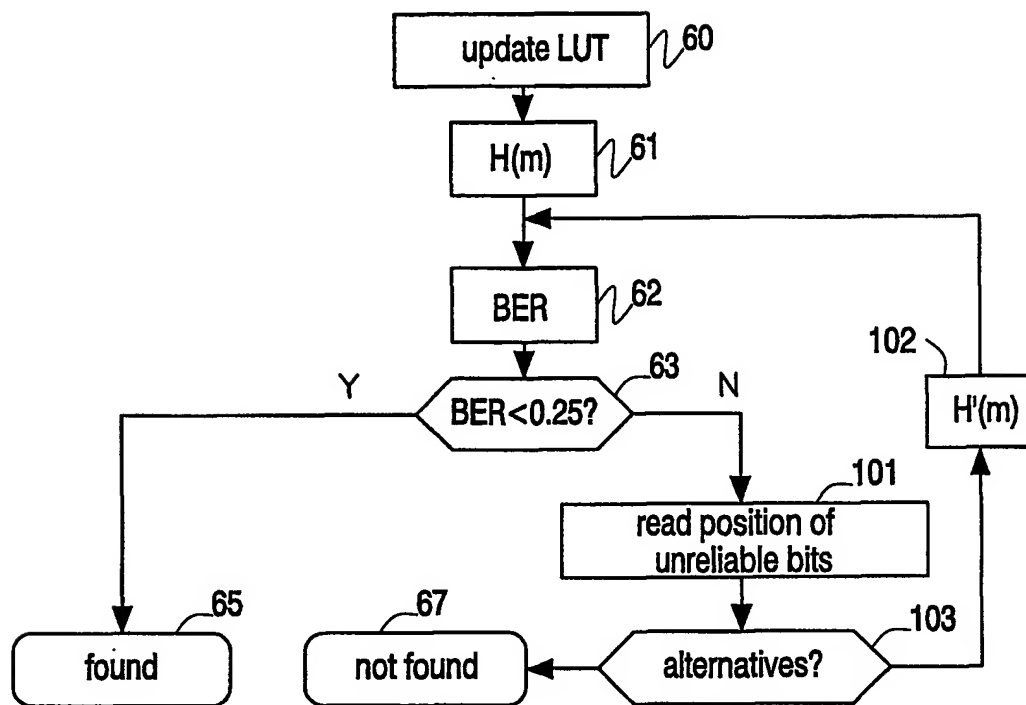 update LUT
60
H(m)
61
BER
62
102
H'(m)
Y
BER<0.25?
63
N
101
read position of
unreliable bits
65
found
67
not found
alternatives?
103